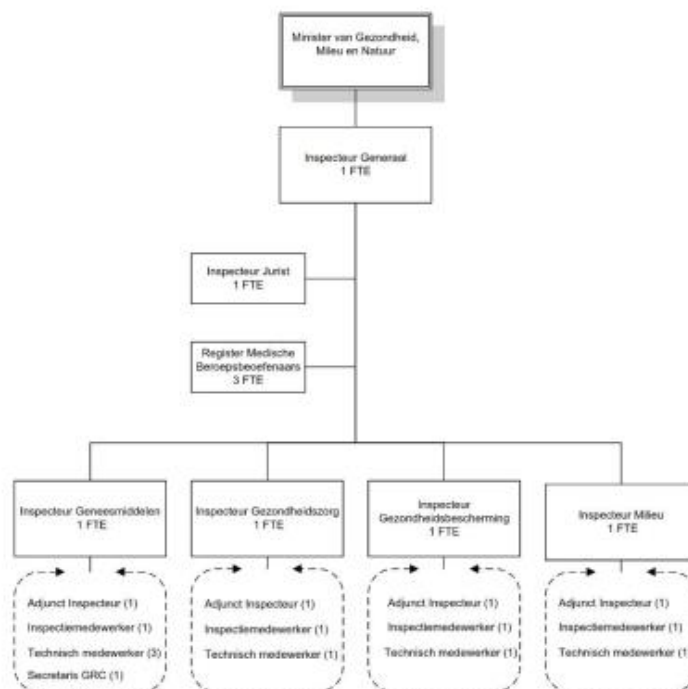 Minister van Gezondheid,
Milieu en Natuur
Inspecteur Generaal
1 FTE
Inspecteur Jurist
1 FTE
Register Medische
Beroepsbeoefenaars
3 FTE
Inspecteur Geneesmiddelen
1 FTE
Inspecteur Gezondheidszorg
1 FTE
Inspecteur
Gezondheidsbescherming
1 FTE
Inspecteur Milieu
1 FTE
Adjunct Inspecteur (1)
Inspectiemedewerker (1)
Technisch medewerker (3)
Secretaris GRC (1)
Adjunct Inspecteur (1)
Inspectiemedewerker (1)
Technisch medewerker (1)
Adjunct Inspecteur (1)
Inspectiemedewerker (1)
Technisch medewerker (1)
Adjunct Inspecteur (1)
Inspectiemedewerker (1)
Technisch medewerker (1)